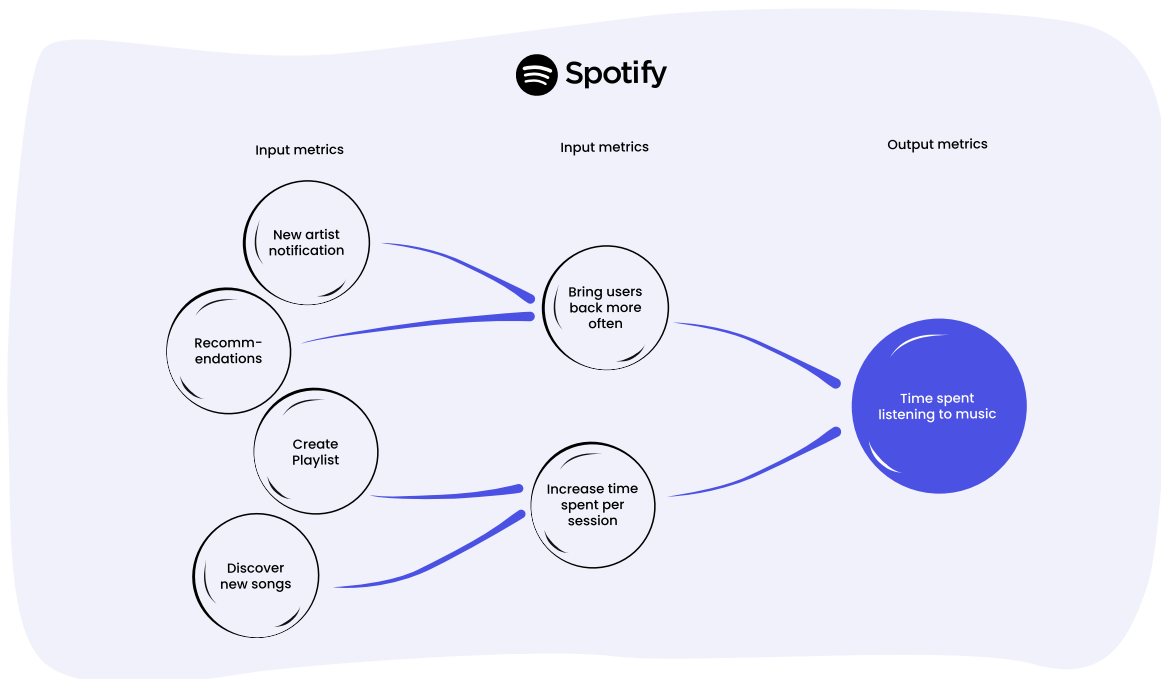 Spotify
Input metrics
Input metrics
Output metrics
New artist
notification
Recomm-
endations
Create
Playlist
Discover
new songs
Bring users
back more
often
Increase time
spent per
session
Time spent
listening to music